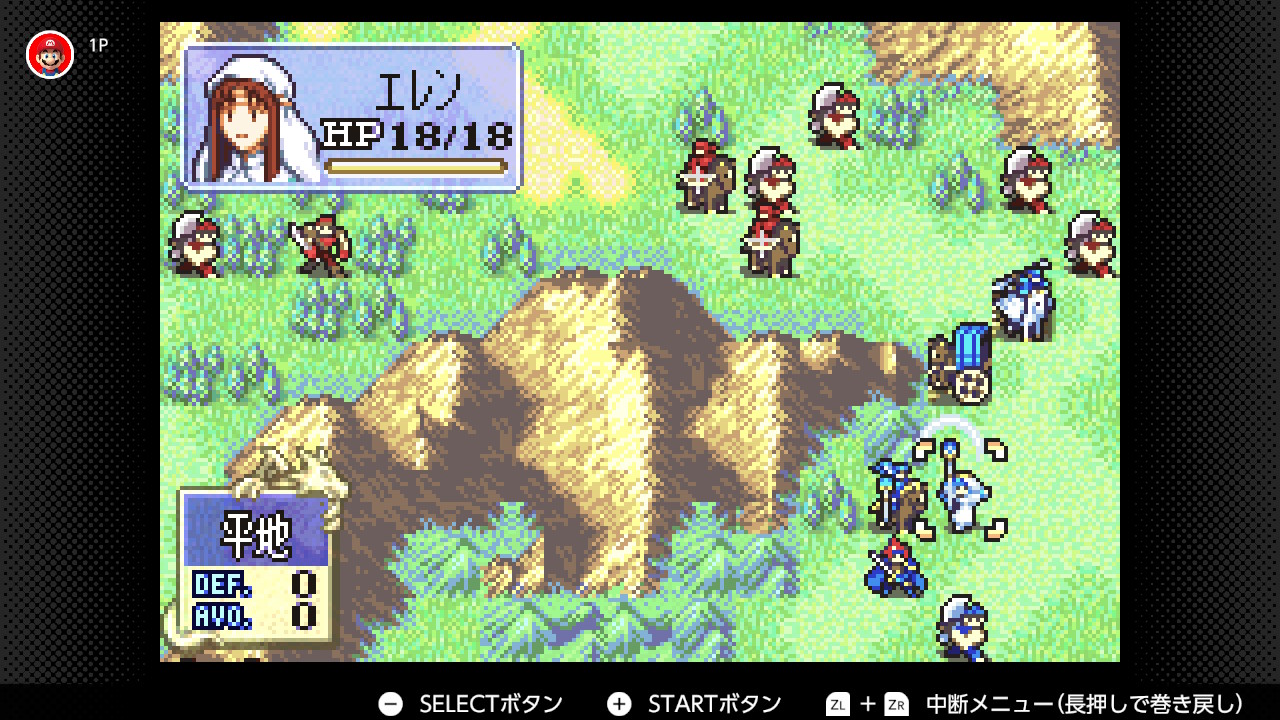 1P
エレン
HP 18/18
平地
DEF. 0
AVO. 0
SELECTボタン
STARTボタン
ZL + ZR 中断メニュー(長押しで巻き戻し)